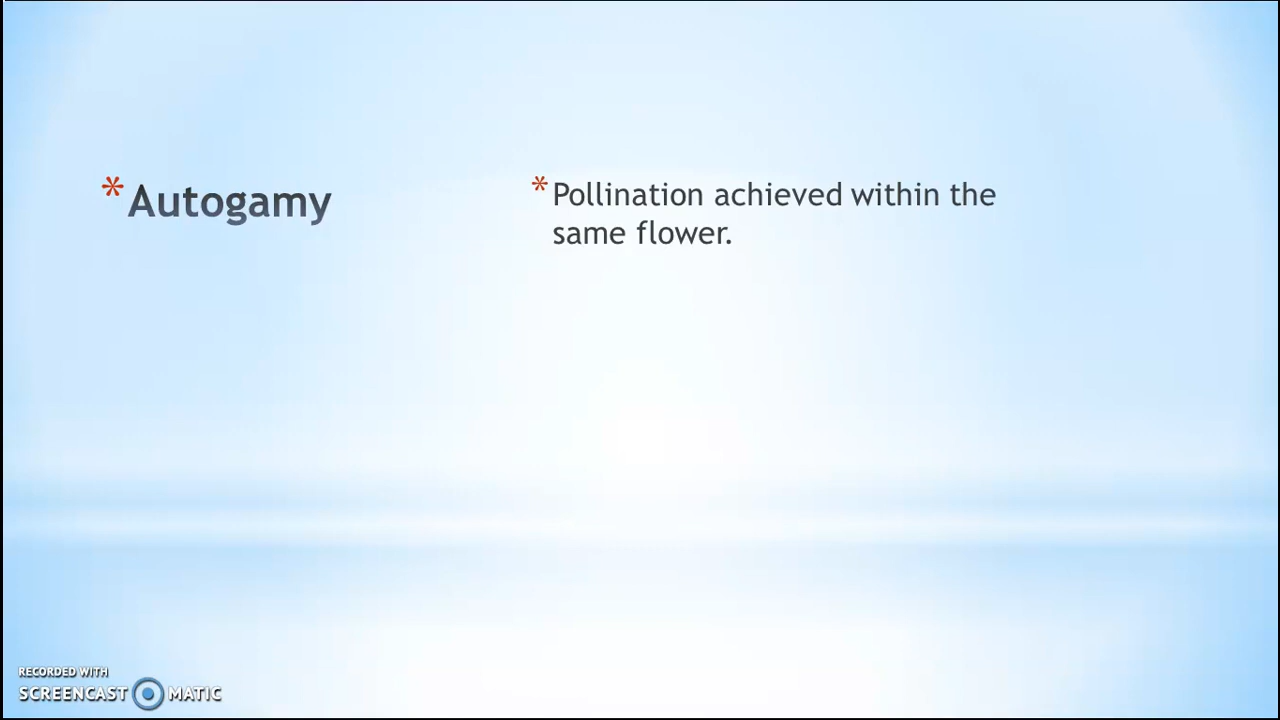 * Autogamy
* Pollination achieved within the
same flower.
RECORDED WITH
SCREENCAST MATIC